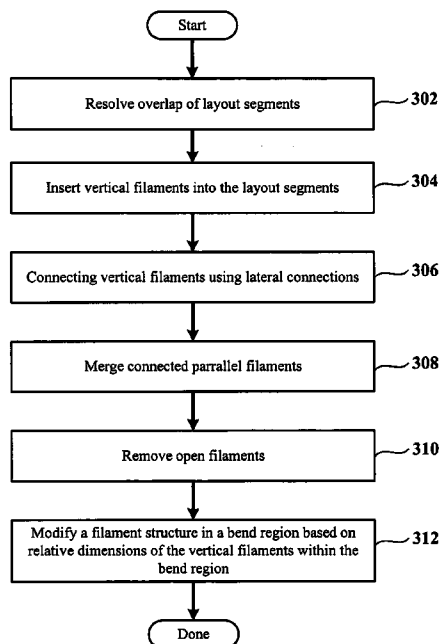 Start
Resolve overlap of layout segments
302
Insert vertical filaments into the layout segments
304
Connecting vertical filaments using lateral connections
306
Merge connected parrallel filaments
308
Remove open filaments
310
Modify a filament structure in a bend region based on
relative dimensions of the vertical filaments within the
bend region
312
Done